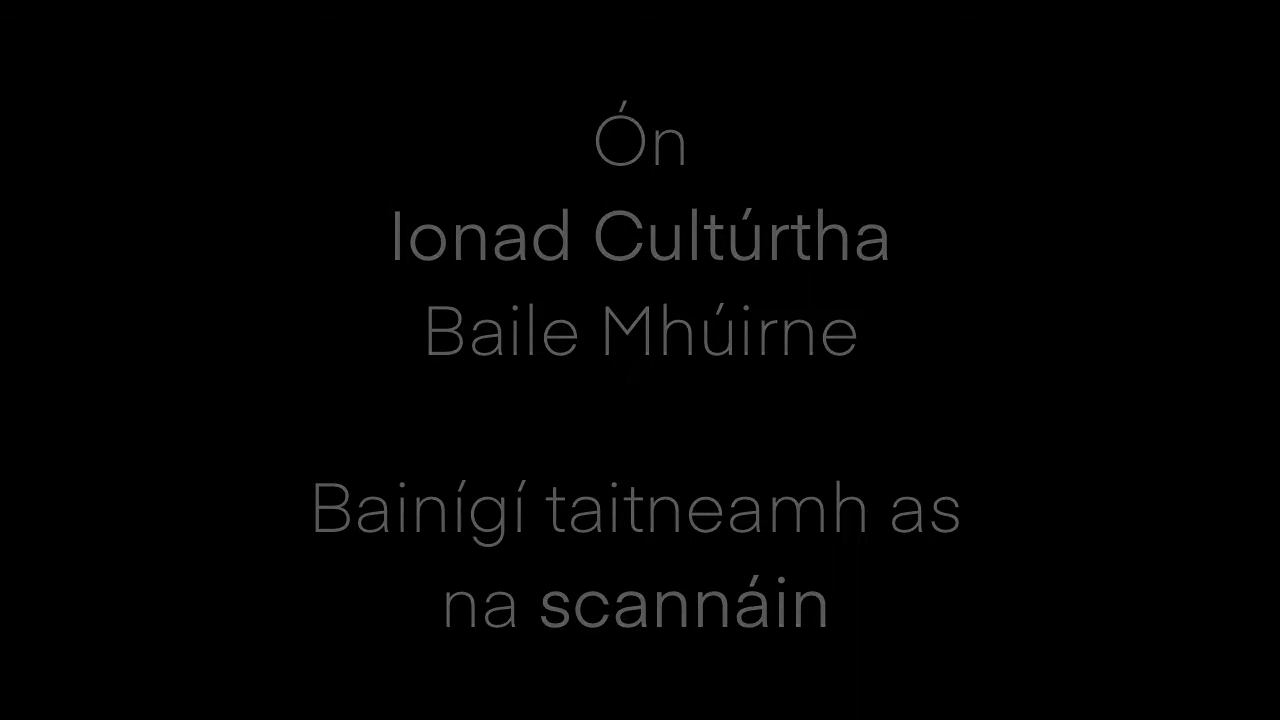 Ón
Ionad Cultúrtha
Baile Mhúirne
Bainígí taitneamh as
na scannáin